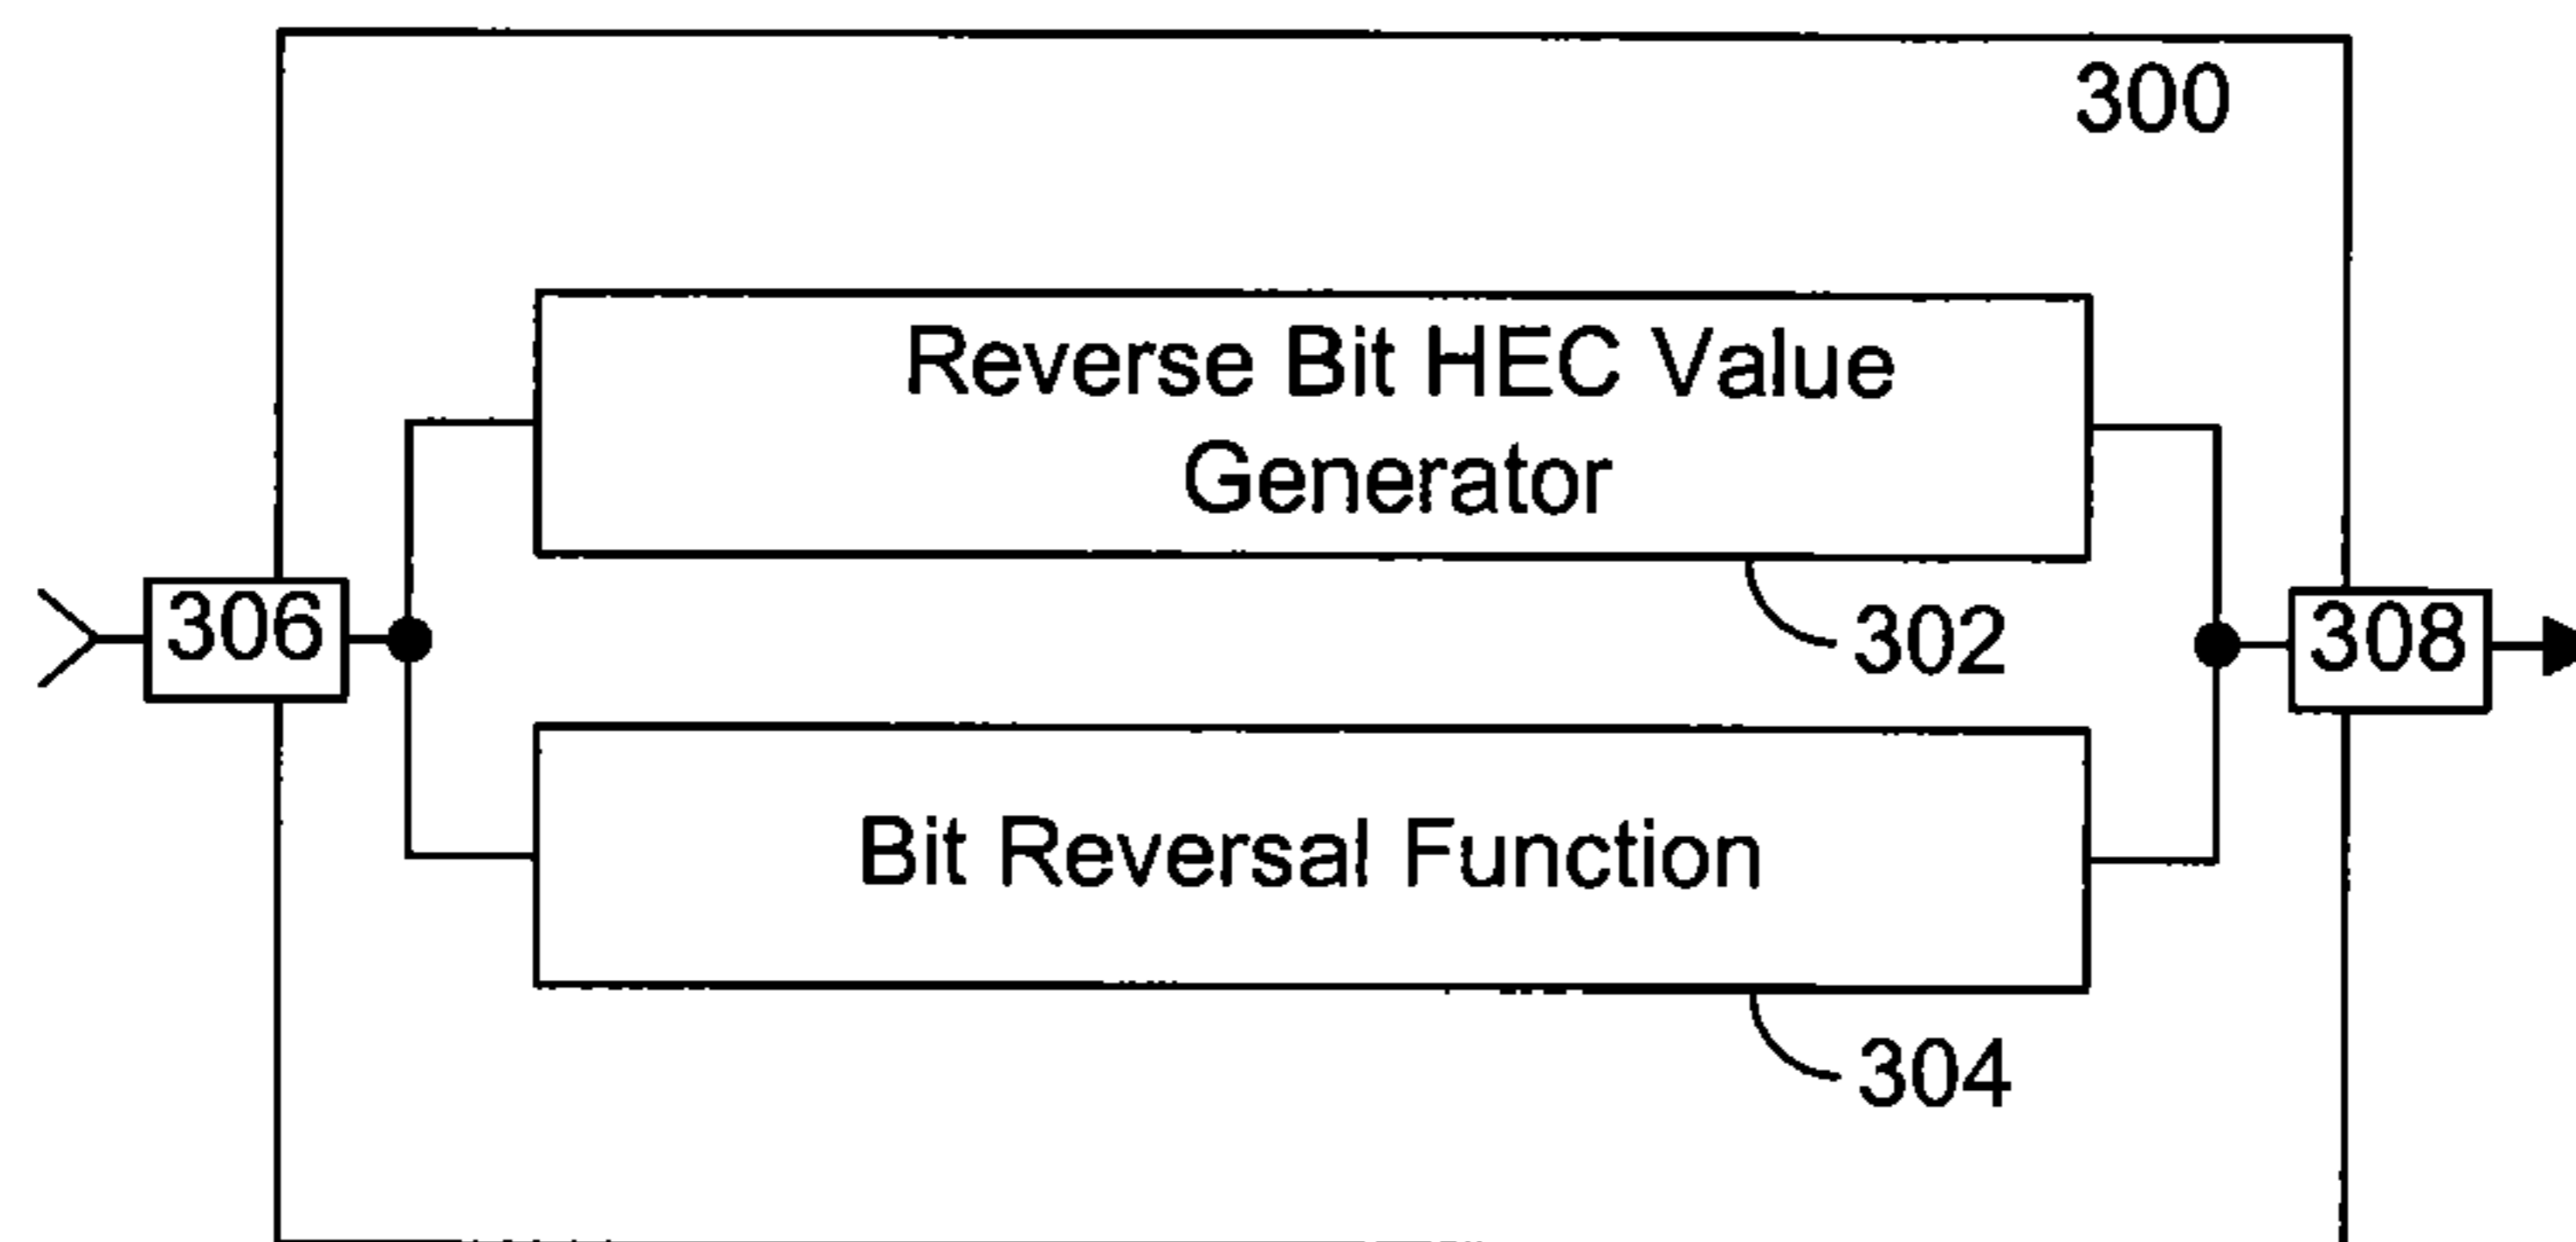 300
Reverse Bit HEC Value
Generator
306
302
308
Bit Reversal Function
304